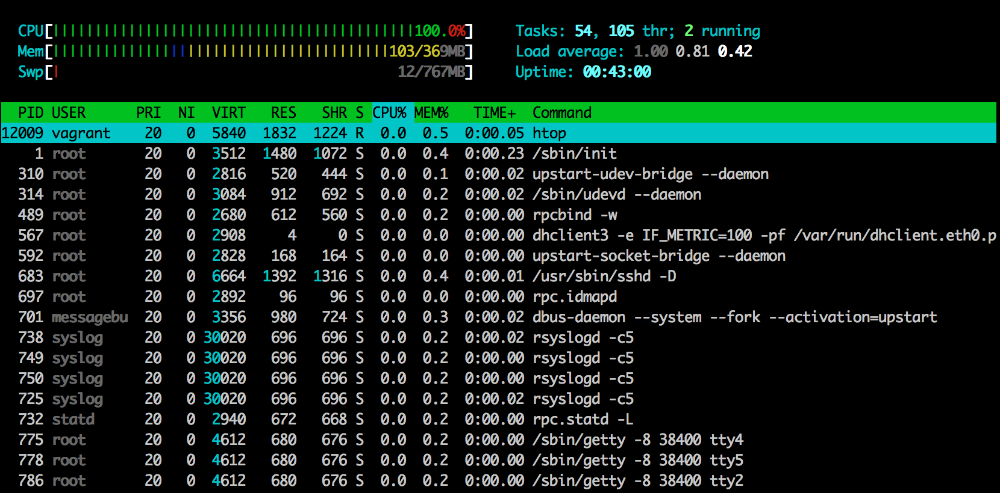 CPU[||||||||||||||||||||||||||||||||||||||||||||100.0%] Tasks: 54, 105 thr; 2 running
Mem[||||||||||||||||||||||||||||||||||||||||103/369MB] Load average: 1.00 0.81 0.42
Swp[| 12/767MB] Uptime: 00:43:00
PID USER PRI NI VIRT RES SHR S CPU% MEM% TIME+ Command
12009 vagrant 20 0 5840 1832 1224 R 0.0 0.5 0:00.05 htop
1 root 20 0 3512 1480 1072 S 0.0 0.4 0:00.23 /sbin/init
310 root 20 0 2816 520 444 S 0.0 0.1 0:00.02 upstart-udev-bridge --daemon
314 root 20 0 3084 912 692 S 0.0 0.2 0:00.02 /sbin/udevd --daemon
489 root 20 0 2680 612 560 S 0.0 0.2 0:00.00 rpcbind -w
567 root 20 0 2908 4 0 S 0.0 0.0 0:00.00 dhclient3 -e IF_METRIC=100 -pf /var/run/dhclient.eth0.p
592 root 20 0 2828 168 164 S 0.0 0.0 0:00.00 upstart-socket-bridge --daemon
683 root 20 0 6664 1392 1316 S 0.0 0.4 0:00.01 /usr/sbin/sshd -D
697 root 20 0 2892 96 96 S 0.0 0.0 0:00.00 rpc.idmapd
701 messagebu 20 0 3356 980 724 S 0.0 0.3 0:00.02 dbus-daemon --system --fork --activation=upstart
738 syslog 20 0 30020 696 696 S 0.0 0.2 0:00.02 rsyslogd -c5
749 syslog 20 0 30020 696 696 S 0.0 0.2 0:00.00 rsyslogd -c5
750 syslog 20 0 30020 696 696 S 0.0 0.2 0:00.00 rsyslogd -c5
725 syslog 20 0 30020 696 696 S 0.0 0.2 0:00.02 rsyslogd -c5
732 statd 20 0 2940 672 668 S 0.0 0.2 0:00.00 rpc.statd -L
775 root 20 0 4612 680 676 S 0.0 0.2 0:00.00 /sbin/getty -8 38400 tty4
778 root 20 0 4612 680 676 S 0.0 0.2 0:00.00 /sbin/getty -8 38400 tty5
786 root 20 0 4612 680 676 S 0.0 0.2 0:00.00 /sbin/getty -8 38400 tty2